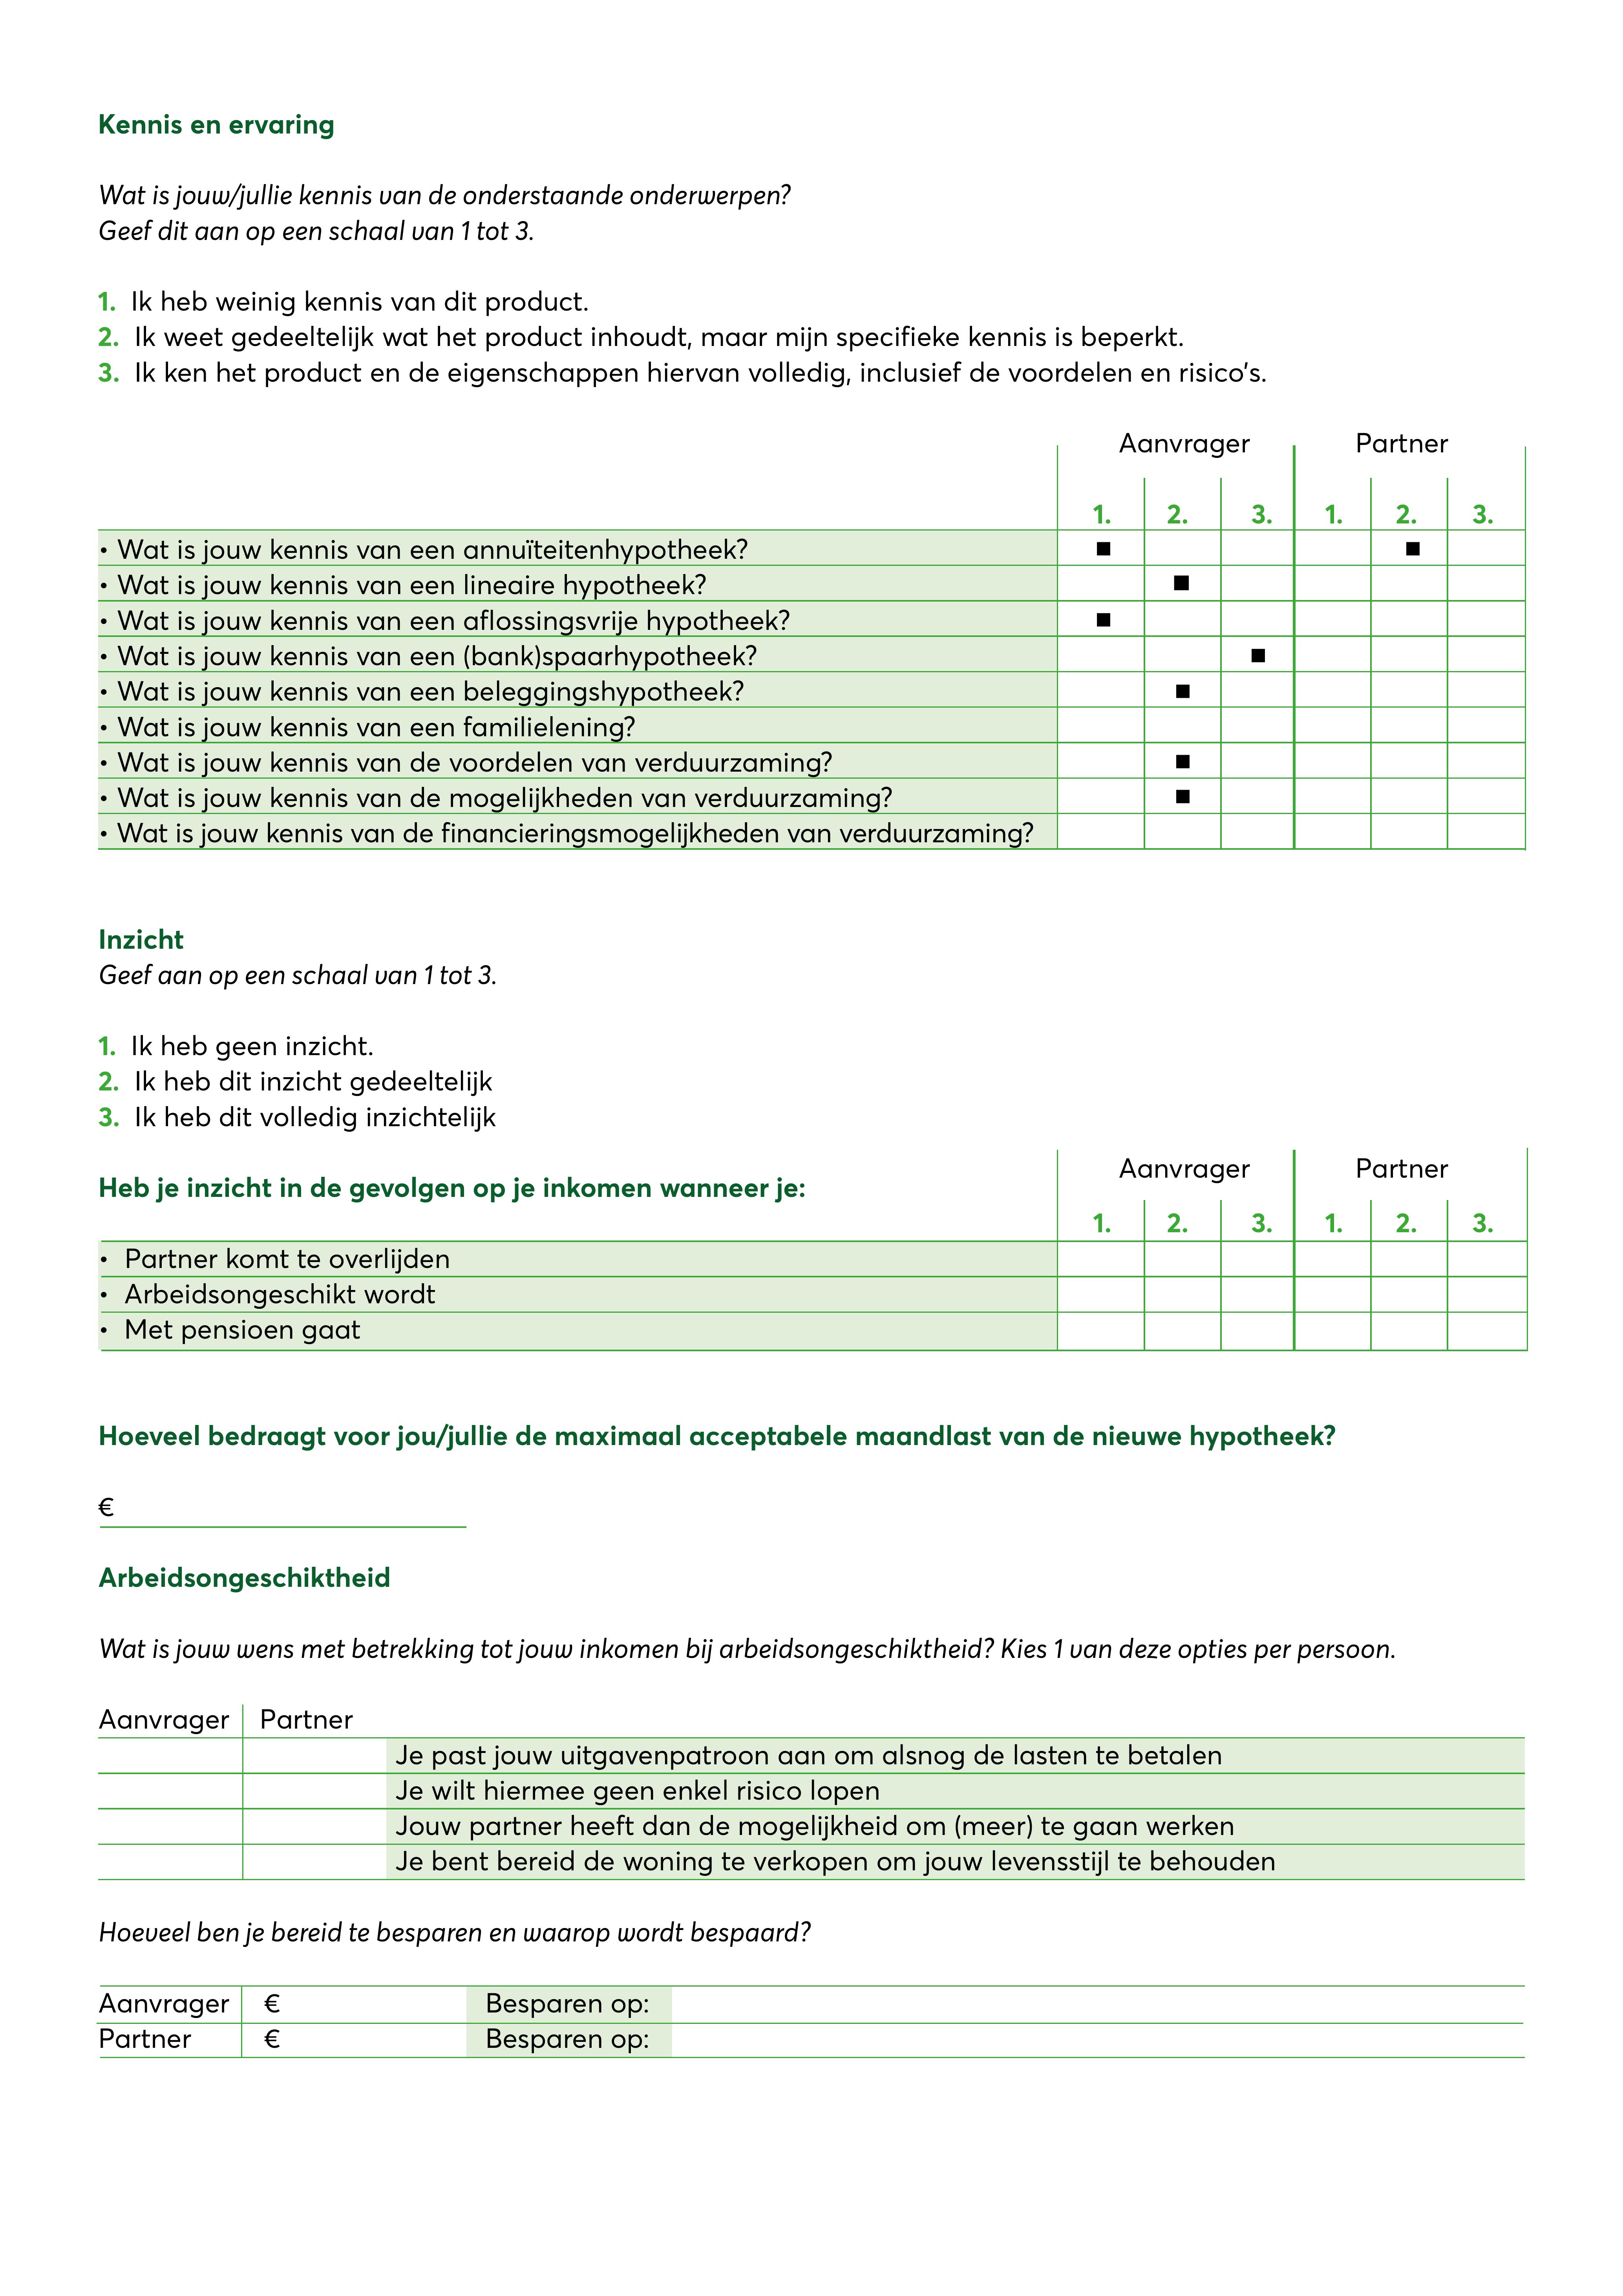 Kennis en ervaring
Wat is jouw/jullie kennis van de onderstaande onderwerpen?
Geef dit aan op een schaal van 1 tot 3.
1. Ik heb weinig kennis van dit product.
2. Ik weet gedeeltelijk wat het product inhoudt, maar mijn specifieke kennis is beperkt.
3. Ik ken het product en de eigenschappen hiervan volledig, inclusief de voordelen en risico's.
Aanvrager Partner
1. 2. 3. 1. 2. 3.
• Wat is jouw kennis van een annuïteitenhypotheek? ■ ■
• Wat is jouw kennis van een lineaire hypotheek? ■
• Wat is jouw kennis van een aflossingsvrije hypotheek? ■
• Wat is jouw kennis van een (bank)spaarhypotheek? ■
• Wat is jouw kennis van een beleggingshypotheek? ■
• Wat is jouw kennis van een familielening?
• Wat is jouw kennis van de voordelen van verduurzaming? ■
• Wat is jouw kennis van de mogelijkheden van verduurzaming? ■
• Wat is jouw kennis van de financieringsmogelijkheden van verduurzaming?
Inzicht
Geef aan op een schaal van 1 tot 3.
1. Ik heb geen inzicht.
2. Ik heb dit inzicht gedeeltelijk
3. Ik heb dit volledig inzichtelijk
Aanvrager Partner
Heb je inzicht in de gevolgen op je inkomen wanneer je:
1. 2. 3. 1. 2. 3.
• Partner komt te overlijden
• Arbeidsongeschikt wordt
• Met pensioen gaat
Hoeveel bedraagt voor jou/jullie de maximaal acceptabele maandlast van de nieuwe hypotheek?
€
Arbeidsongeschiktheid
Wat is jouw wens met betrekking tot jouw inkomen bij arbeidsongeschiktheid? Kies 1 van deze opties per persoon.
Aanvrager Partner
Je past jouw uitgavenpatroon aan om alsnog de lasten te betalen
Je wilt hiermee geen enkel risico lopen
Jouw partner heeft dan de mogelijkheid om (meer) te gaan werken
Je bent bereid de woning te verkopen om jouw levensstijl te behouden
Hoeveel ben je bereid te besparen en waarop wordt bespaard?
Aanvrager € Besparen op:
Partner € Besparen op: